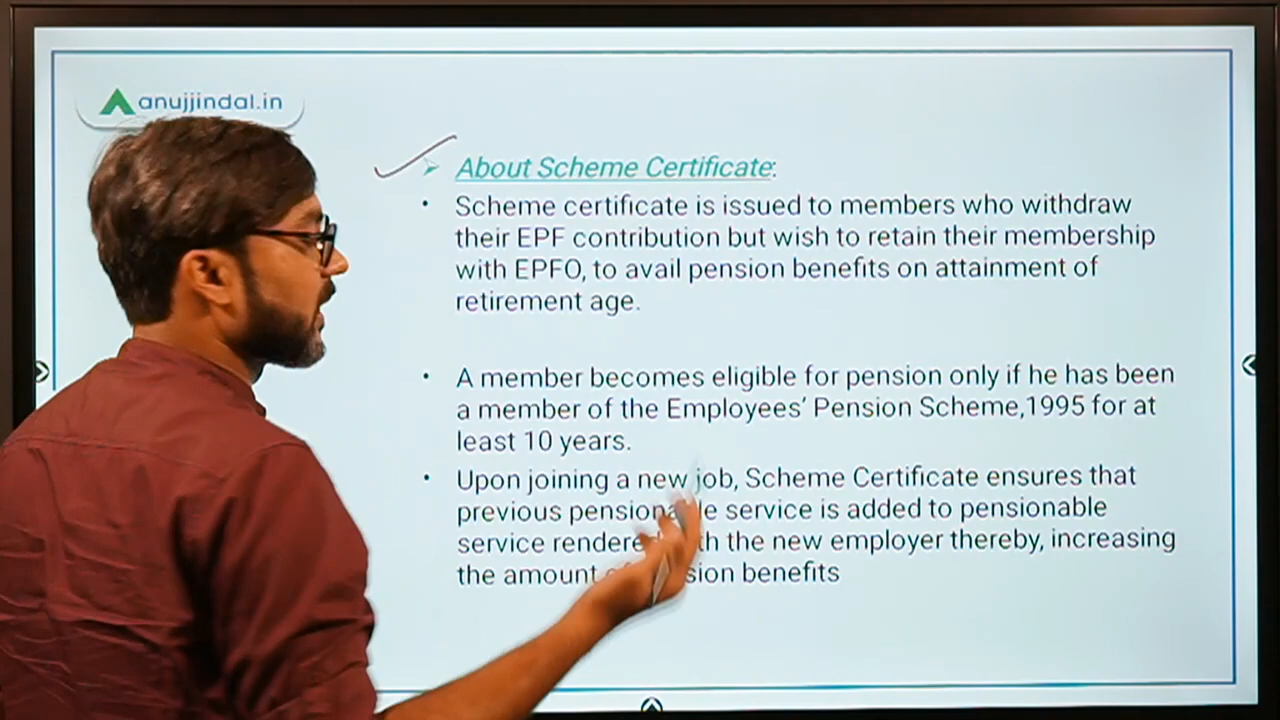 anujjindal.in
About Scheme Certificate:
Scheme certificate is issued to members who withdraw
their EPF contribution but wish to retain their membership
with EPFO, to avail pension benefits on attainment of
retirement age.
A member becomes eligible for pension only if he has been
a member of the Employees' Pension Scheme,1995 for at
least 10 years.
Upon joining a new job, Scheme Certificate ensures that
previous service is added to pensionable
service the new employer thereby, increasing
the amount benefits